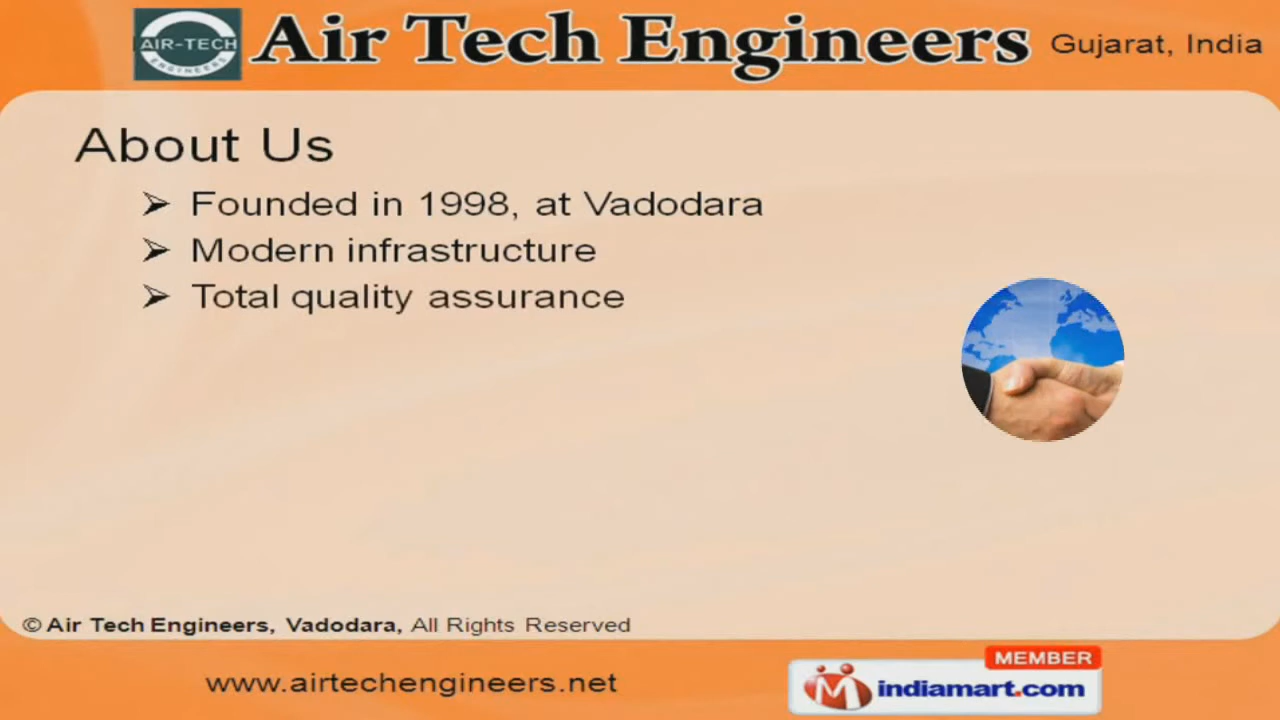 AIR-TECH
ENGINEERS
Air Tech Engineers
Gujarat, India
About Us
➢ Founded in 1998, at Vadodara
➢ Modern infrastructure
➢ Total quality assurance
© Air Tech Engineers, Vadodara, All Rights Reserved
www.airtechengineers.net
MEMBER
indiamart.com